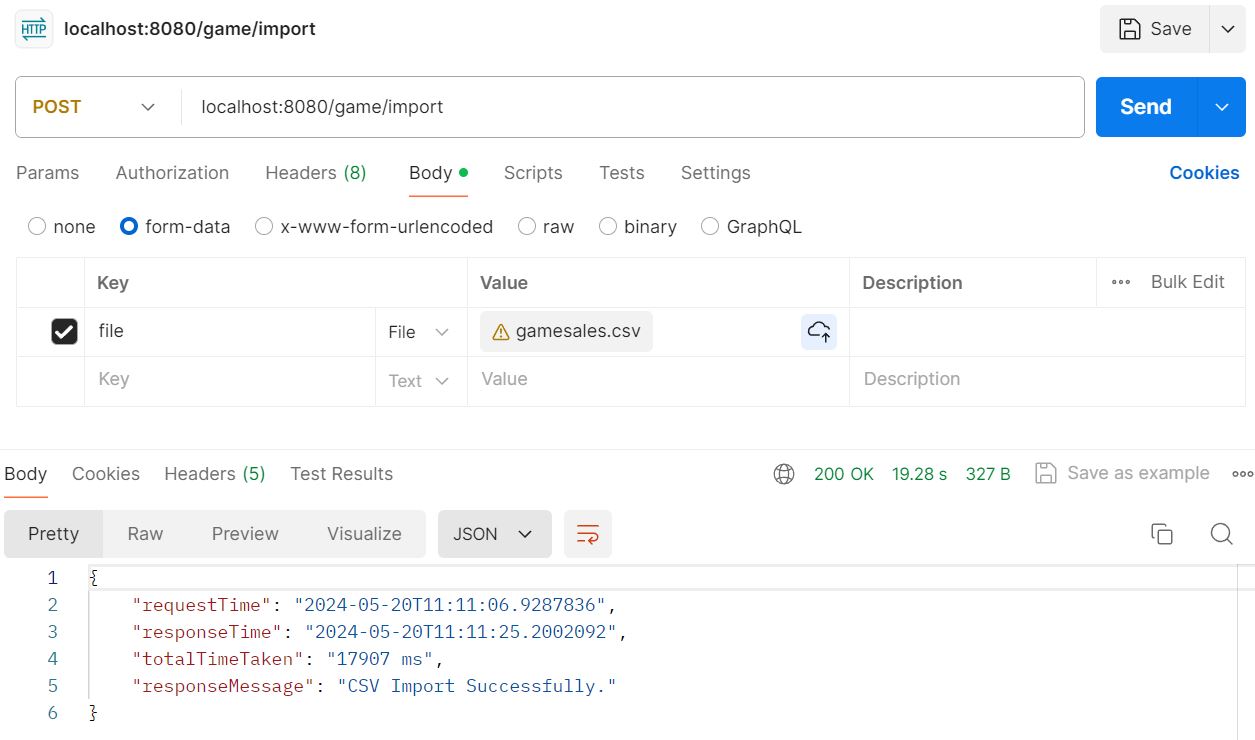 HTTP localhost:8080/game/import Save
POST localhost:8080/game/import Send
Params Authorization Headers (8) Body Scripts Tests Settings Cookies
none form-data x-www-form-urlencoded raw binary GraphQL
Key Value Description Bulk Edit
file File gamesales.csv
Key Text Value Description
Body Cookies Headers (5) Test Results 200 OK 19.28 s 327 B Save as example
Pretty Raw Preview Visualize JSON
1 {
2 "requestTime": "2024-05-20T11:11:06.9287836",
3 "responseTime": "2024-05-20T11:11:25.2002092",
4 "totalTimeTaken": "17907 ms",
5 "responseMessage": "CSV Import Successfully."
6 }